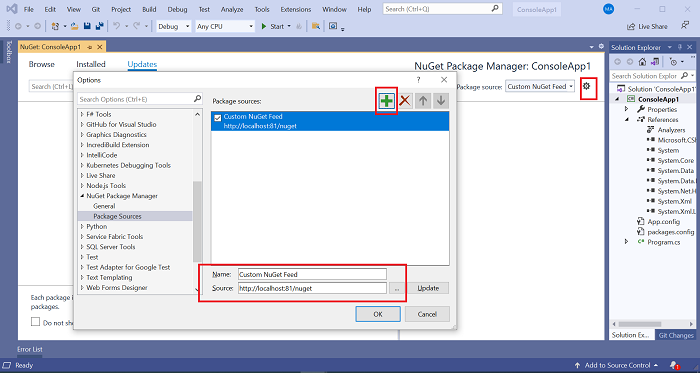 File Edit View Git Project Build Debug Test Analyze Tools Extensions Window Help Search (Ctrl+Q) ConsoleApp1 MA
Debug Any CPU Start Live Share
Toolbox
NuGet: ConsoleApp1
Browse Installed Updates
NuGet Package Manager: ConsoleApp1
Search (Ctrl+
Package source: Custom NuGet Feed
Options
Search Options (Ctrl+E)
F# Tools
GitHub for Visual Studio
Graphics Diagnostics
IncrediBuild Extension
IntelliCode
Kubernetes Debugging Tools
Live Share
Node.js Tools
NuGet Package Manager
General
Package Sources
Python
Service Fabric Tools
SQL Server Tools
Test
Test Adapter for Google Test
Text Templating
Web Forms Designer
Package sources:
Custom NuGet Feed
http://localhost:81/nuget
Name: Custom NuGet Feed
Source: http://localhost:81/nuget ... Update
OK Cancel
Each package i
packages.
Do not sh
Solution Explorer
Search Solution Explorer
Solution 'ConsoleApp1'
ConsoleApp1
Properties
References
Analyzers
Microsoft.CS
System
System.Core
System.Data
System.Data.
System.Net.H
System.Xml
System.Xml.L
App.config
packages.config
Program.cs
Solution Ex... Git Changes
Error List
Ready
Add to Source Control
1